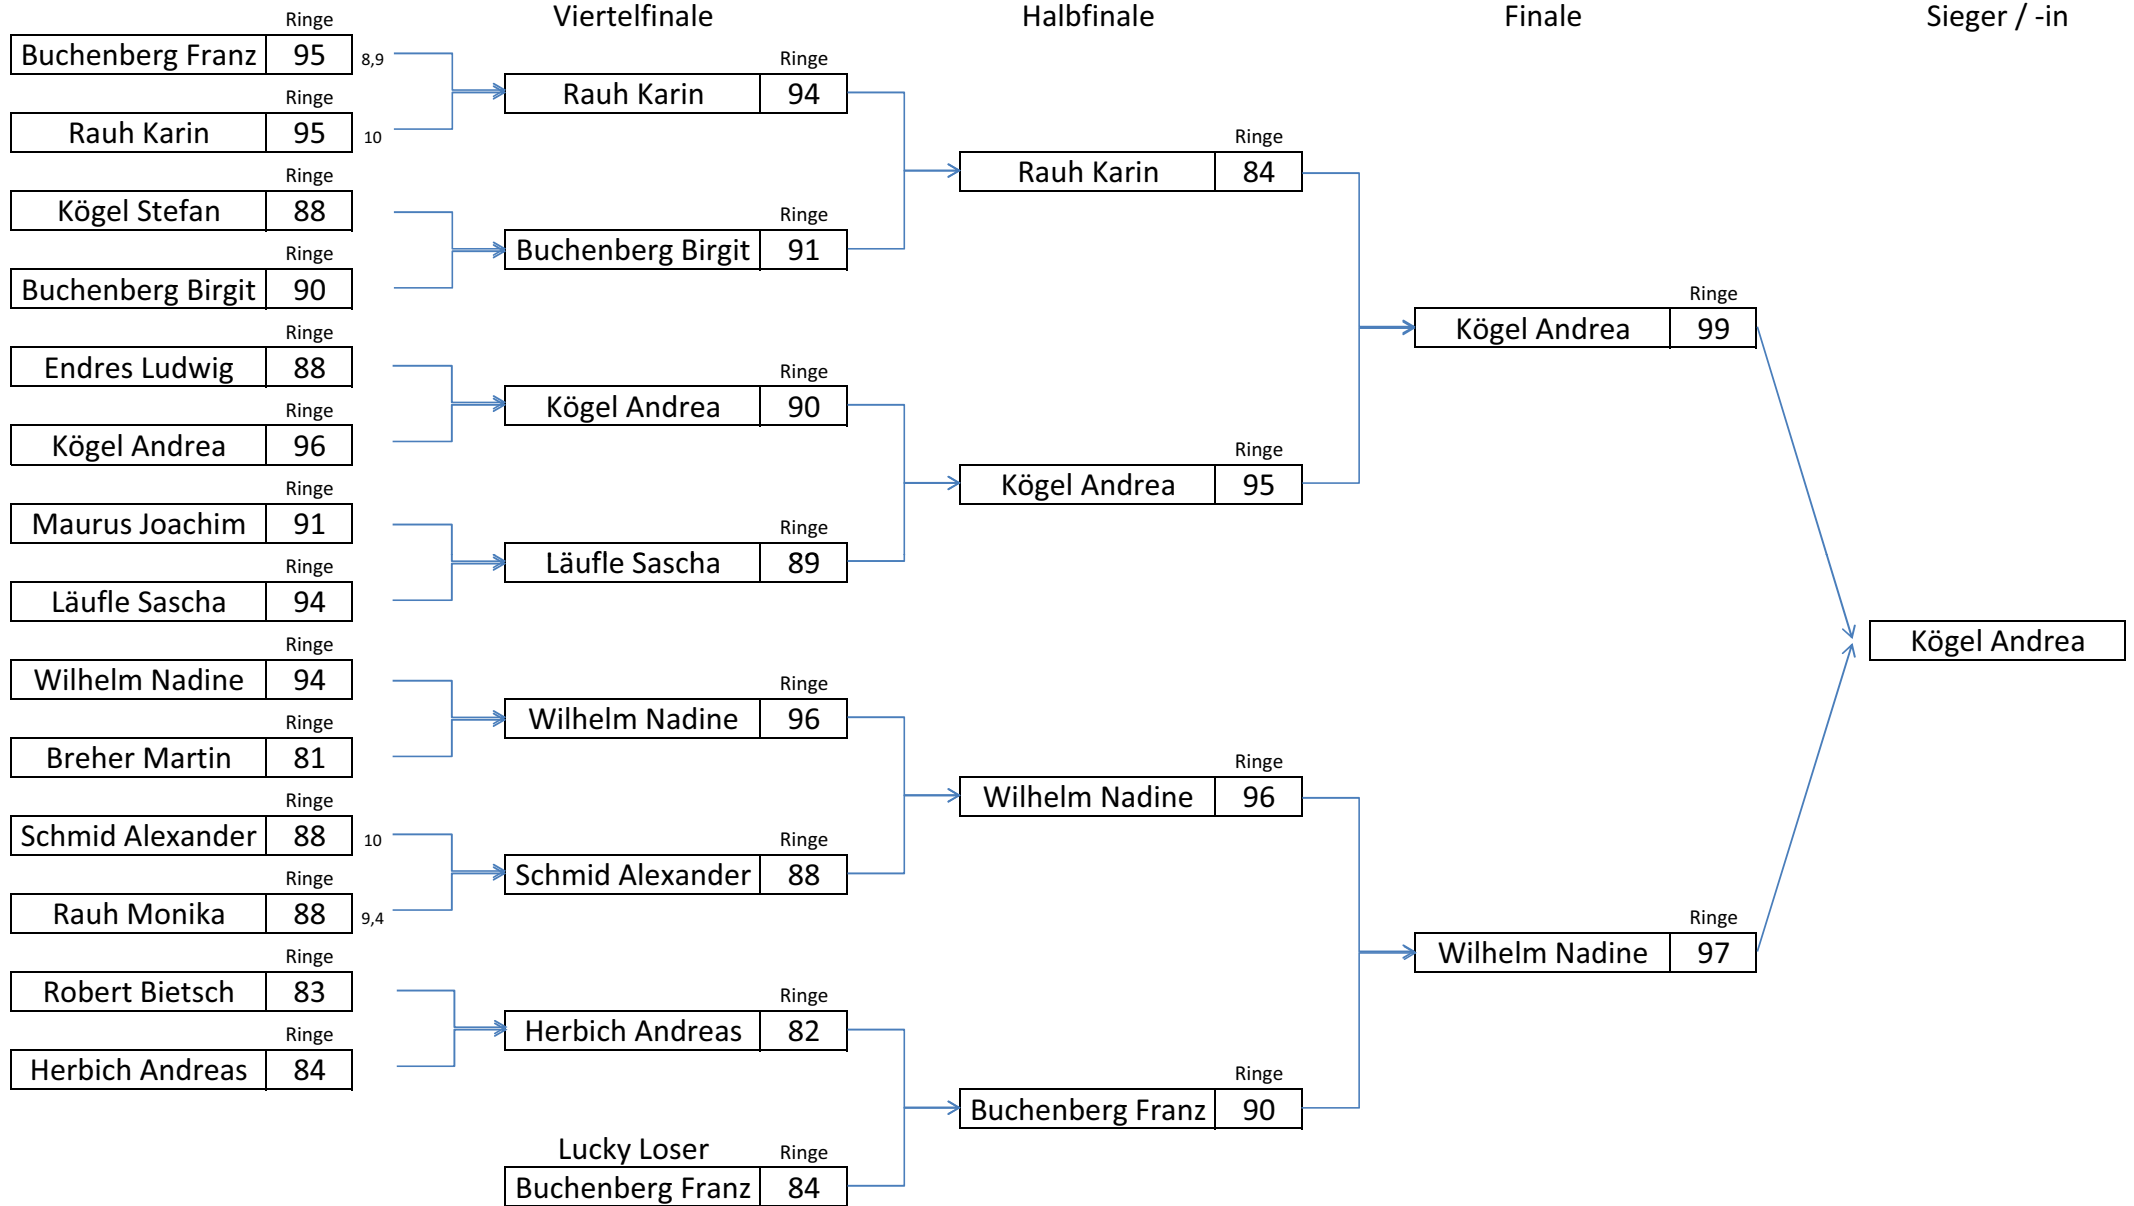 Viertelfinale Halbfinale Finale Sieger / -in
Ringe
Buchenberg Franz 95 8,9
Ringe
Rauh Karin 94
Ringe
Rauh Karin 95 10
Ringe
Rauh Karin 84
Ringe
Kögel Stefan 88
Ringe
Buchenberg Birgit 91
Ringe
Buchenberg Birgit 90
Ringe
Kögel Andrea 99
Ringe
Endres Ludwig 88
Ringe
Kögel Andrea 90
Ringe
Kögel Andrea 96
Ringe
Kögel Andrea 95
Ringe
Maurus Joachim 91
Ringe
Läufle Sascha 89
Ringe
Läufle Sascha 94
Kögel Andrea
Ringe
Wilhelm Nadine 94
Ringe
Wilhelm Nadine 96
Ringe
Breher Martin 81
Ringe
Wilhelm Nadine 96
Ringe
Schmid Alexander 88 10
Ringe
Schmid Alexander 88
Ringe
Rauh Monika 88 9,4
Ringe
Wilhelm Nadine 97
Ringe
Robert Bietsch 83
Ringe
Herbich Andreas 82
Ringe
Herbich Andreas 84
Ringe
Buchenberg Franz 90
Lucky Loser Ringe
Buchenberg Franz 84